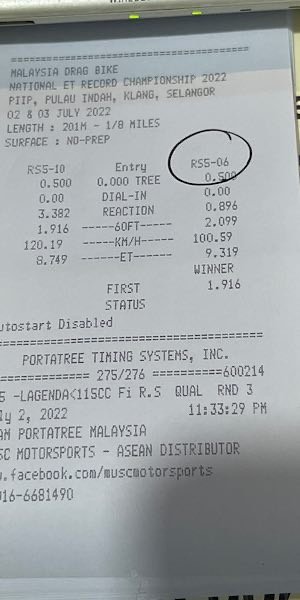 ==================================
MALAYSIA DRAG BIKE
NATIONAL ET RECORD CHAMPIONSHIP 2022
PIIP, PULAU INDAH, KLANG, SELANGOR
02 & 03 JULY 2022
LENGTH : 201M - 1/8 MILES
SURFACE : NO-PREP
RS5-10 Entry RS5-06
0.500 0.000 TREE 0.500
0.00 DIAL-IN 0.00
3.382 REACTION 0.896
1.916 -----60FT----- 2.099
120.19 -----KM/H----- 100.59
8.749 ------ET------ 9.319
WINNER
FIRST 1.916
STATUS
utostart Disabled
==================================
PORTATREE TIMING SYSTEMS, INC.
========== 275/276 ==========600214
5 -LAGENDA<115CC Fi R.S QUAL RND 3
ly 2, 2022 11:33:29 PM
AM PORTATREE MALAYSIA
SC MOTORSPORTS - ASEAN DISTRIBUTOR
w.facebook.com/muscmotorsports
016-6681490